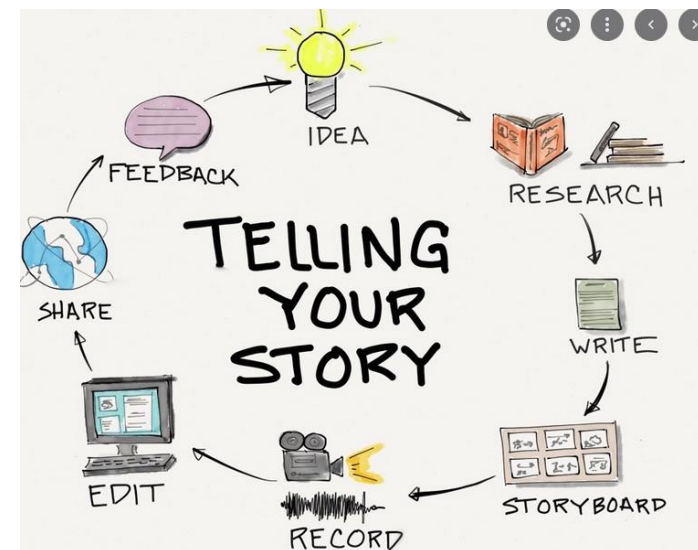 TELLING
YOUR
STORY
IDEA
RESEARCH
WRITE
STORYBOARD
RECORD
EDIT
SHARE
FEEDBACK